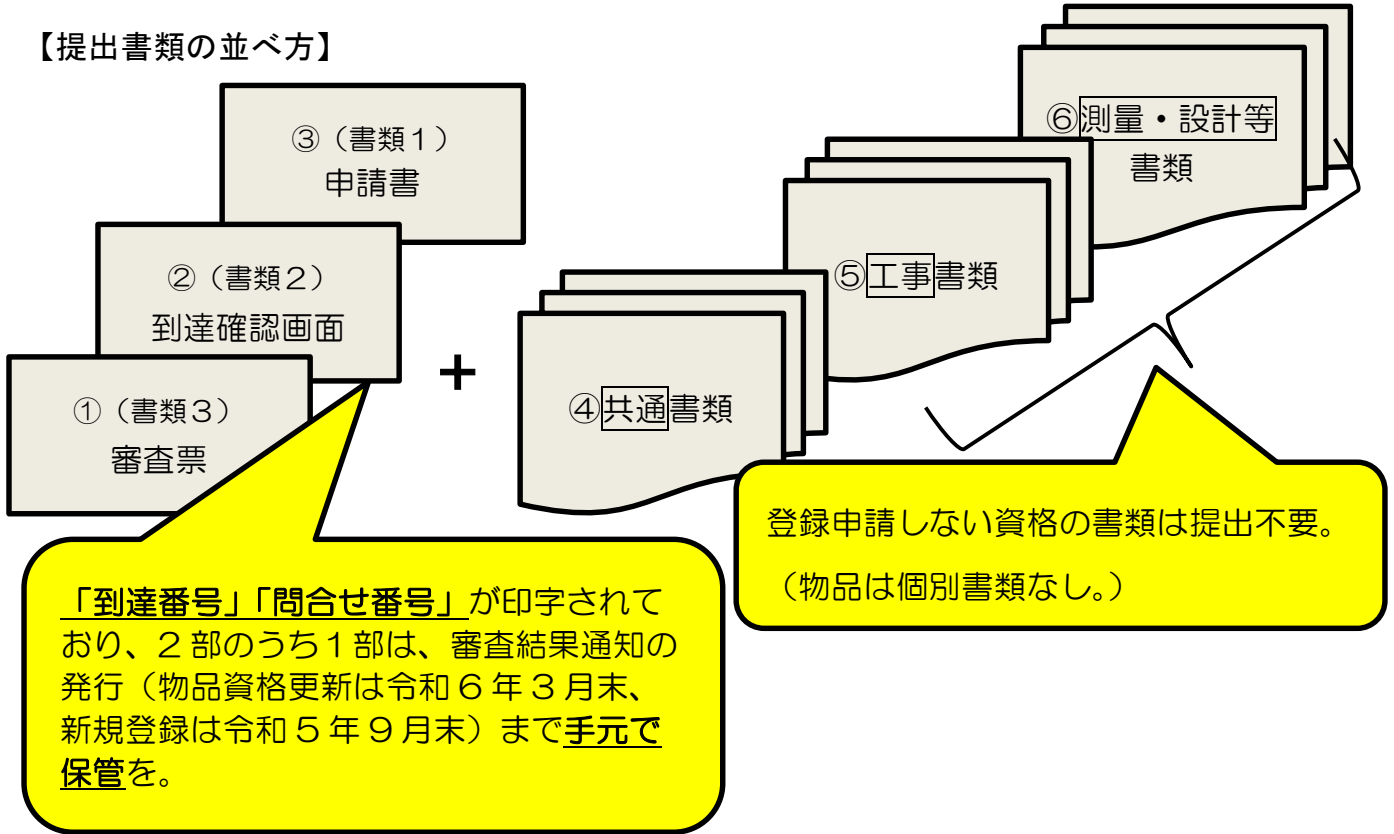 【提出書類の並べ方】
③（書類１）
申請書
②（書類２）
到達確認画面
①（書類３）
審査票
＋
④共通書類
⑤工事書類
⑥測量・設計等
書類
「到達番号」「問合せ番号」が印字されて
おり、２部のうち１部は、審査結果通知の
発行（物品資格更新は令和６年３月末、
新規登録は令和５年９月末）まで手元で
保管を。
登録申請しない資格の書類は提出不要。
（物品は個別書類なし。）